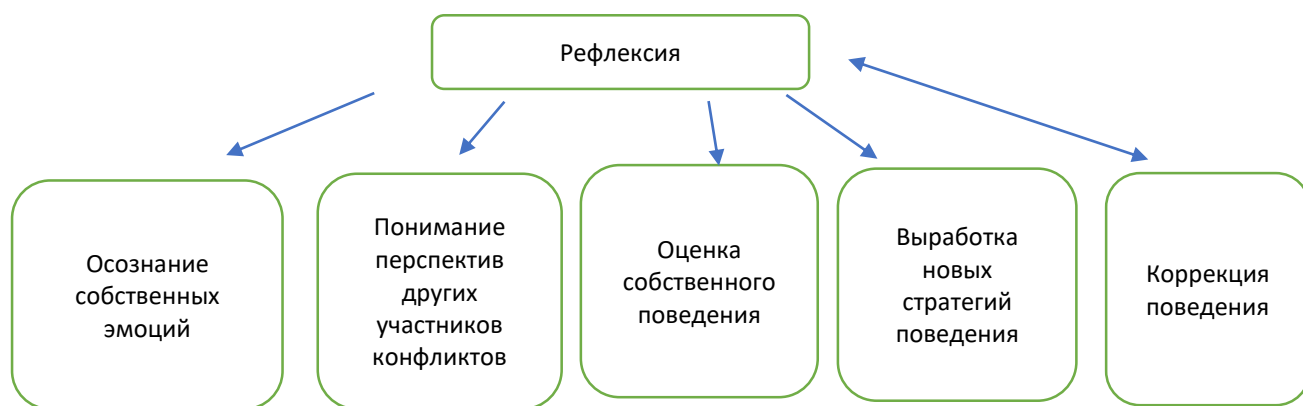 Рефлексия
Осознание
собственных
эмоций
Понимание
перспектив
других
участников
конфликтов
Оценка
собственного
поведения
Выработка
новых
стратегий
поведения
Коррекция
поведения